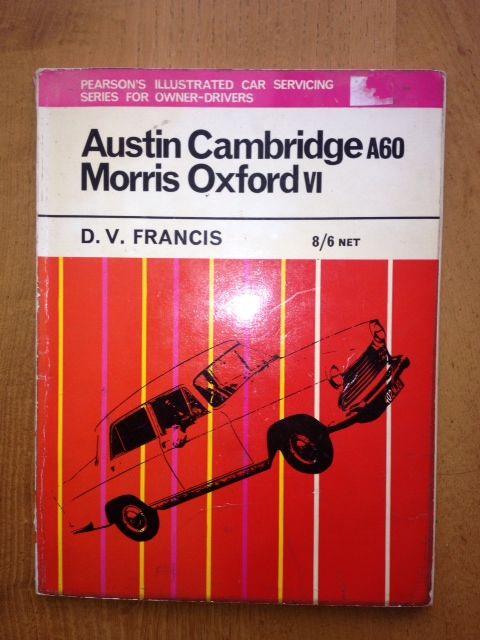 PEARSON'S ILLUSTRATED CAR SERVICING
SERIES FOR OWNER-DRIVERS
Austin Cambridge A60
Morris Oxford VI
D. V. FRANCIS 8/6 NET